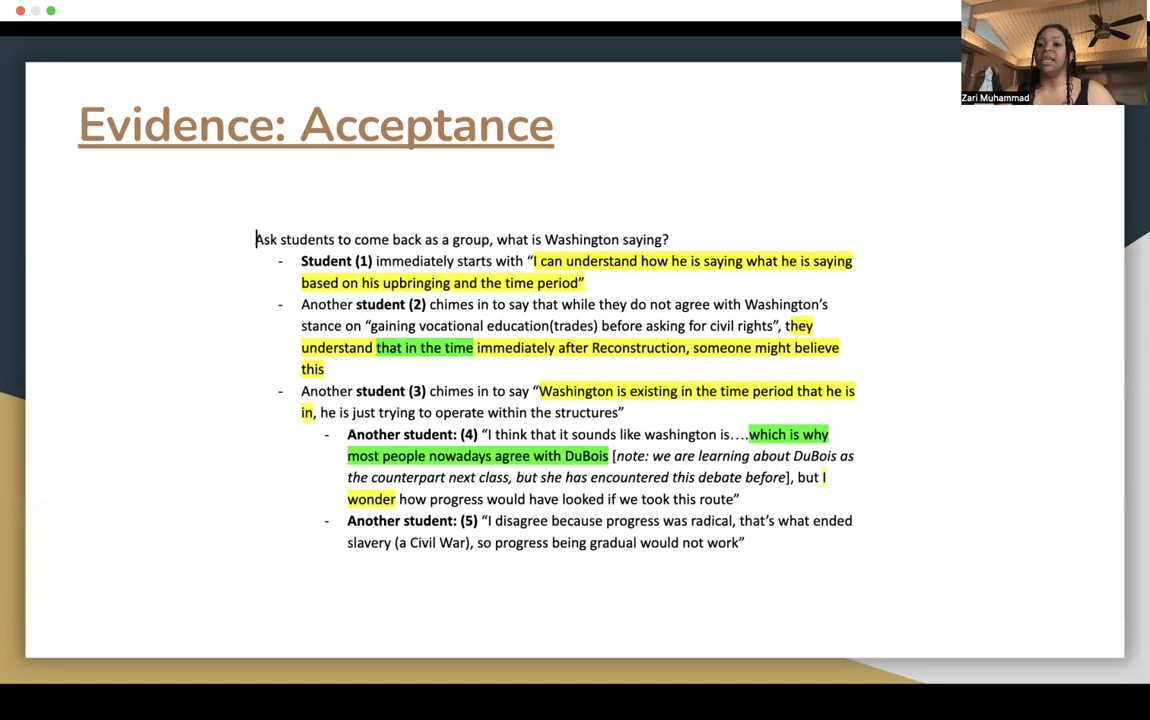 Zari Muhammad
Evidence: Acceptance
Ask students to come back as a group, what is Washington saying?
- Student (1) immediately starts with “I can understand how he is saying what he is saying
based on his upbringing and the time period”
- Another student (2) chimes in to say that while they do not agree with Washington’s
stance on “gaining vocational education(trades) before asking for civil rights”, they
understand that in the time immediately after Reconstruction, someone might believe
this
- Another student (3) chimes in to say “Washington is existing in the time period that he is
in, he is just trying to operate within the structures”
- Another student: (4) “I think that it sounds like washington is….which is why
most people nowadays agree with DuBois [note: we are learning about DuBois as
the counterpart next class, but she has encountered this debate before], but I
wonder how progress would have looked if we took this route”
- Another student: (5) “I disagree because progress was radical, that’s what ended
slavery (a Civil War), so progress being gradual would not work”